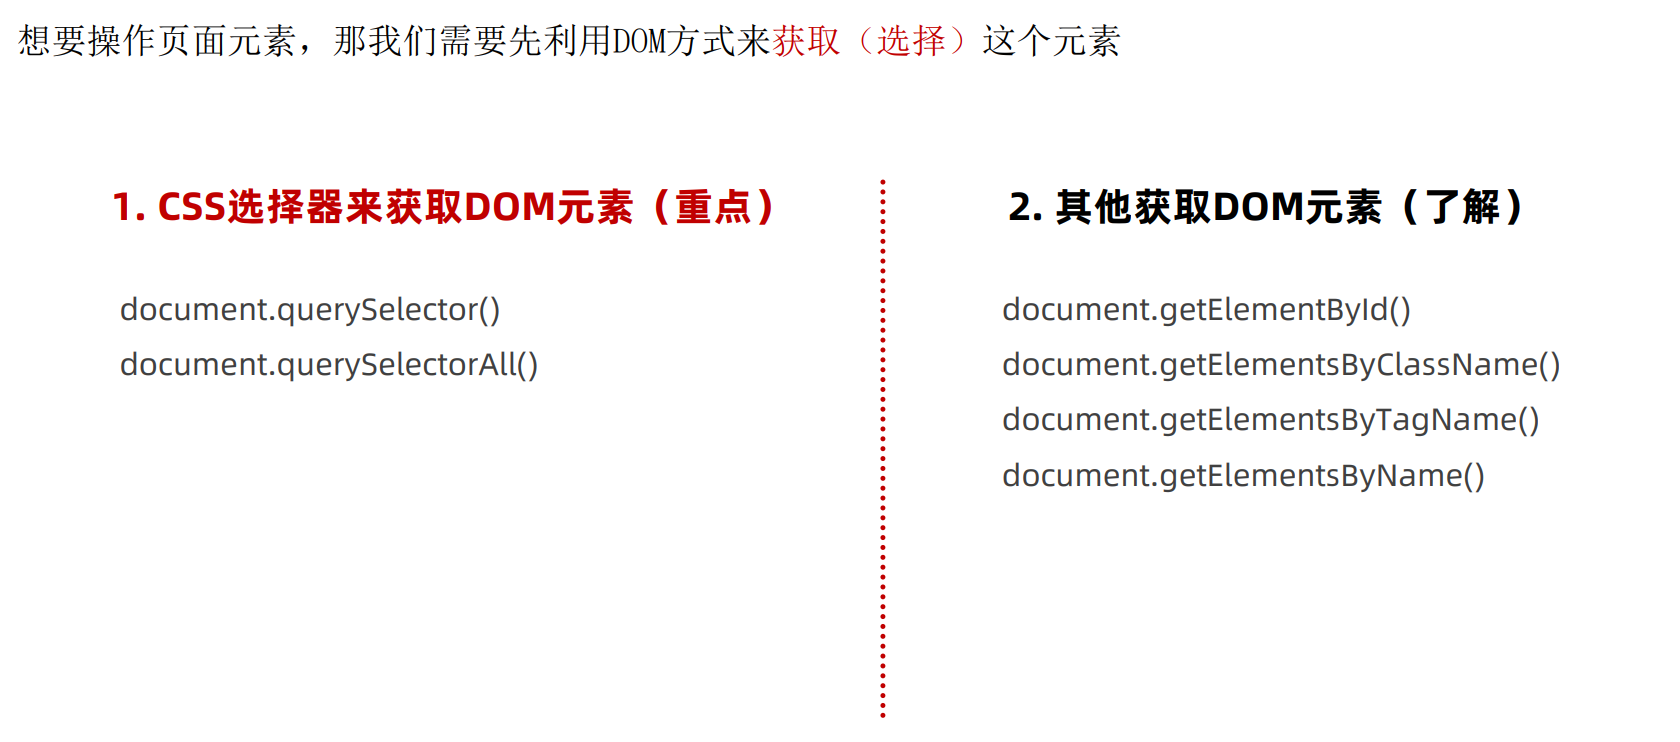 想要操作页面元素，那我们需要先利用DOM方式来获取（选择）这个元素
1. CSS选择器来获取DOM元素（重点）
document.querySelector()
document.querySelectorAll()
2. 其他获取DOM元素（了解）
document.getElementById()
document.getElementsByClassName()
document.getElementsByTagName()
document.getElementsByName()